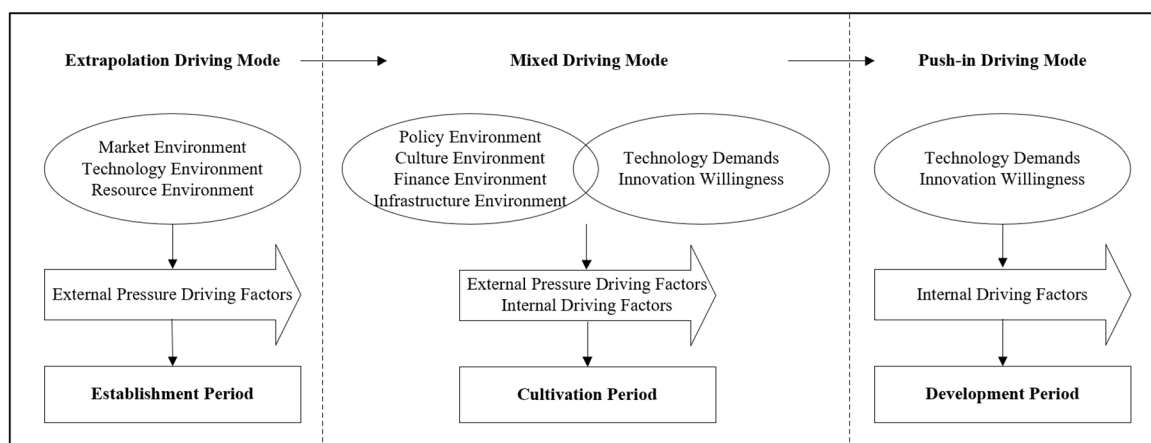 Extrapolation Driving Mode
Mixed Driving Mode
Push-in Driving Mode
Market Environment
Technology Environment
Resource Environment
Policy Environment
Culture Environment
Finance Environment
Infrastructure Environment
Technology Demands
Innovation Willingness
Technology Demands
Innovation Willingness
External Pressure Driving Factors
External Pressure Driving Factors
Internal Driving Factors
Internal Driving Factors
Establishment Period
Cultivation Period
Development Period